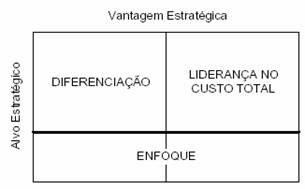 Vantagem Estratégica
Alvo Estratégico
DIFERENCIAÇÃO
LIDERANÇA NO
CUSTO TOTAL
ENFOQUE